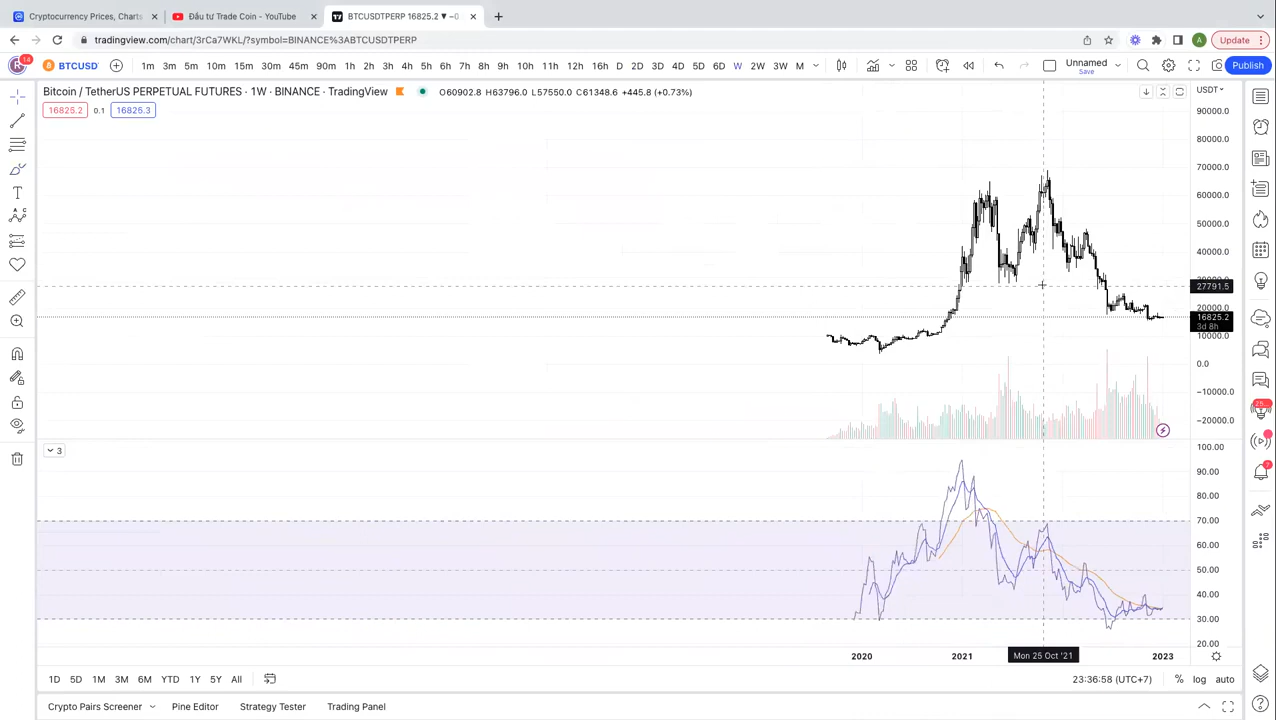 Cryptocurrency Prices, Charts
Đầu tư Trade Coin - YouTube
BTCUSDTPERP 16825.2 ▼ −0
tradingview.com/chart/3rCa7WKL/?symbol=BINANCE%3ABTCUSDTPERP
A
Update
14
BTCUSD
1m 3m 5m 10m 15m 30m 45m 90m 1h 2h 3h 4h 5h 6h 7h 8h 9h 10h 12h 16h D 2D 3D 4D 5D 6D W 2W 3W M
Unnamed
Save
Publish
Bitcoin / TetherUS PERPETUAL FUTURES · 1W · BINANCE · TradingView
O60902.8 H63796.0 L57550.0 C61348.6 +445.8 (+0.73%)
USDT
16825.2
0.1
16825.3
90000.0
80000.0
70000.0
60000.0
50000.0
40000.0
27791.5
20000.0
16825.2
3d 8h
10000.0
0.0
−10000.0
−20000.0
3
100.00
90.00
80.00
70.00
60.00
50.00
40.00
30.00
20.00
2020
2021
Mon 25 Oct '21
2023
1D 5D 1M 3M 6M YTD 1Y 5Y All
23:36:58 (UTC+7)
%
log
auto
Crypto Pairs Screener
Pine Editor
Strategy Tester
Trading Panel